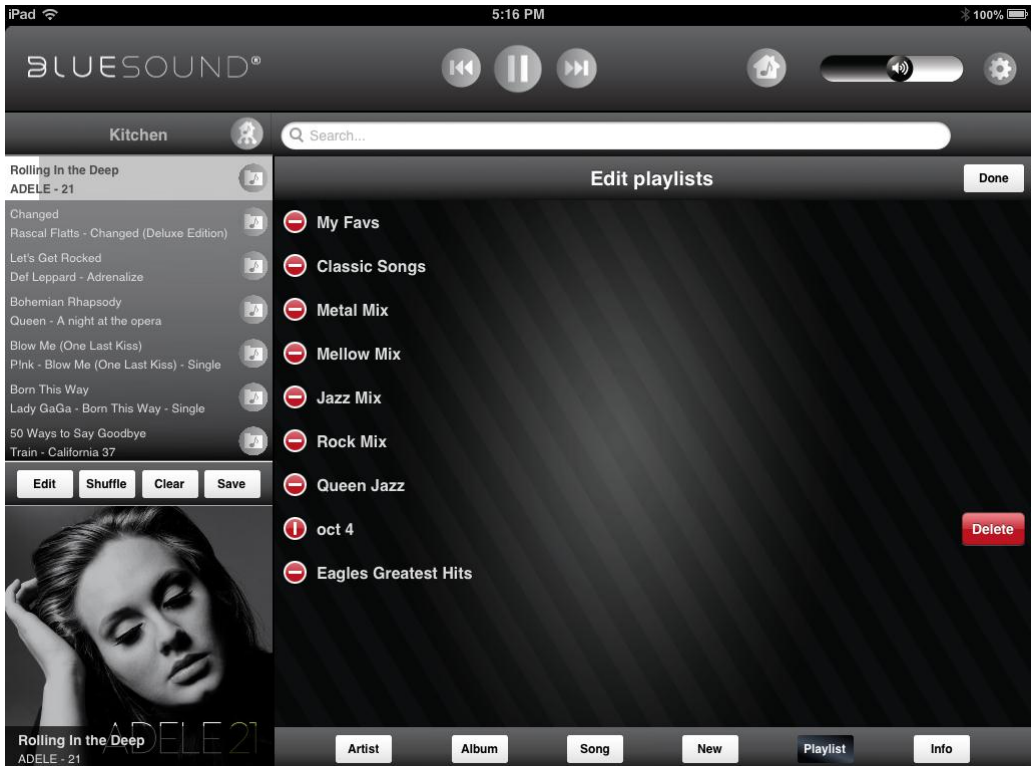 iPad 5:16 PM 100%
BLUESOUND®
Kitchen
Search...
Rolling In the Deep
ADELE - 21
Changed
Rascal Flatts - Changed (Deluxe Edition)
Let's Get Rocked
Def Leppard - Adrenalize
Bohemian Rhapsody
Queen - A night at the opera
Blow Me (One Last Kiss)
P!nk - Blow Me (One Last Kiss) - Single
Born This Way
Lady GaGa - Born This Way - Single
50 Ways to Say Goodbye
Train - California 37
Edit Shuffle Clear Save
ADELE 21
Rolling In the Deep
ADELE - 21
Edit playlists Done
My Favs
Classic Songs
Metal Mix
Mellow Mix
Jazz Mix
Rock Mix
Queen Jazz
oct 4 Delete
Eagles Greatest Hits
Artist Album Song New Playlist Info